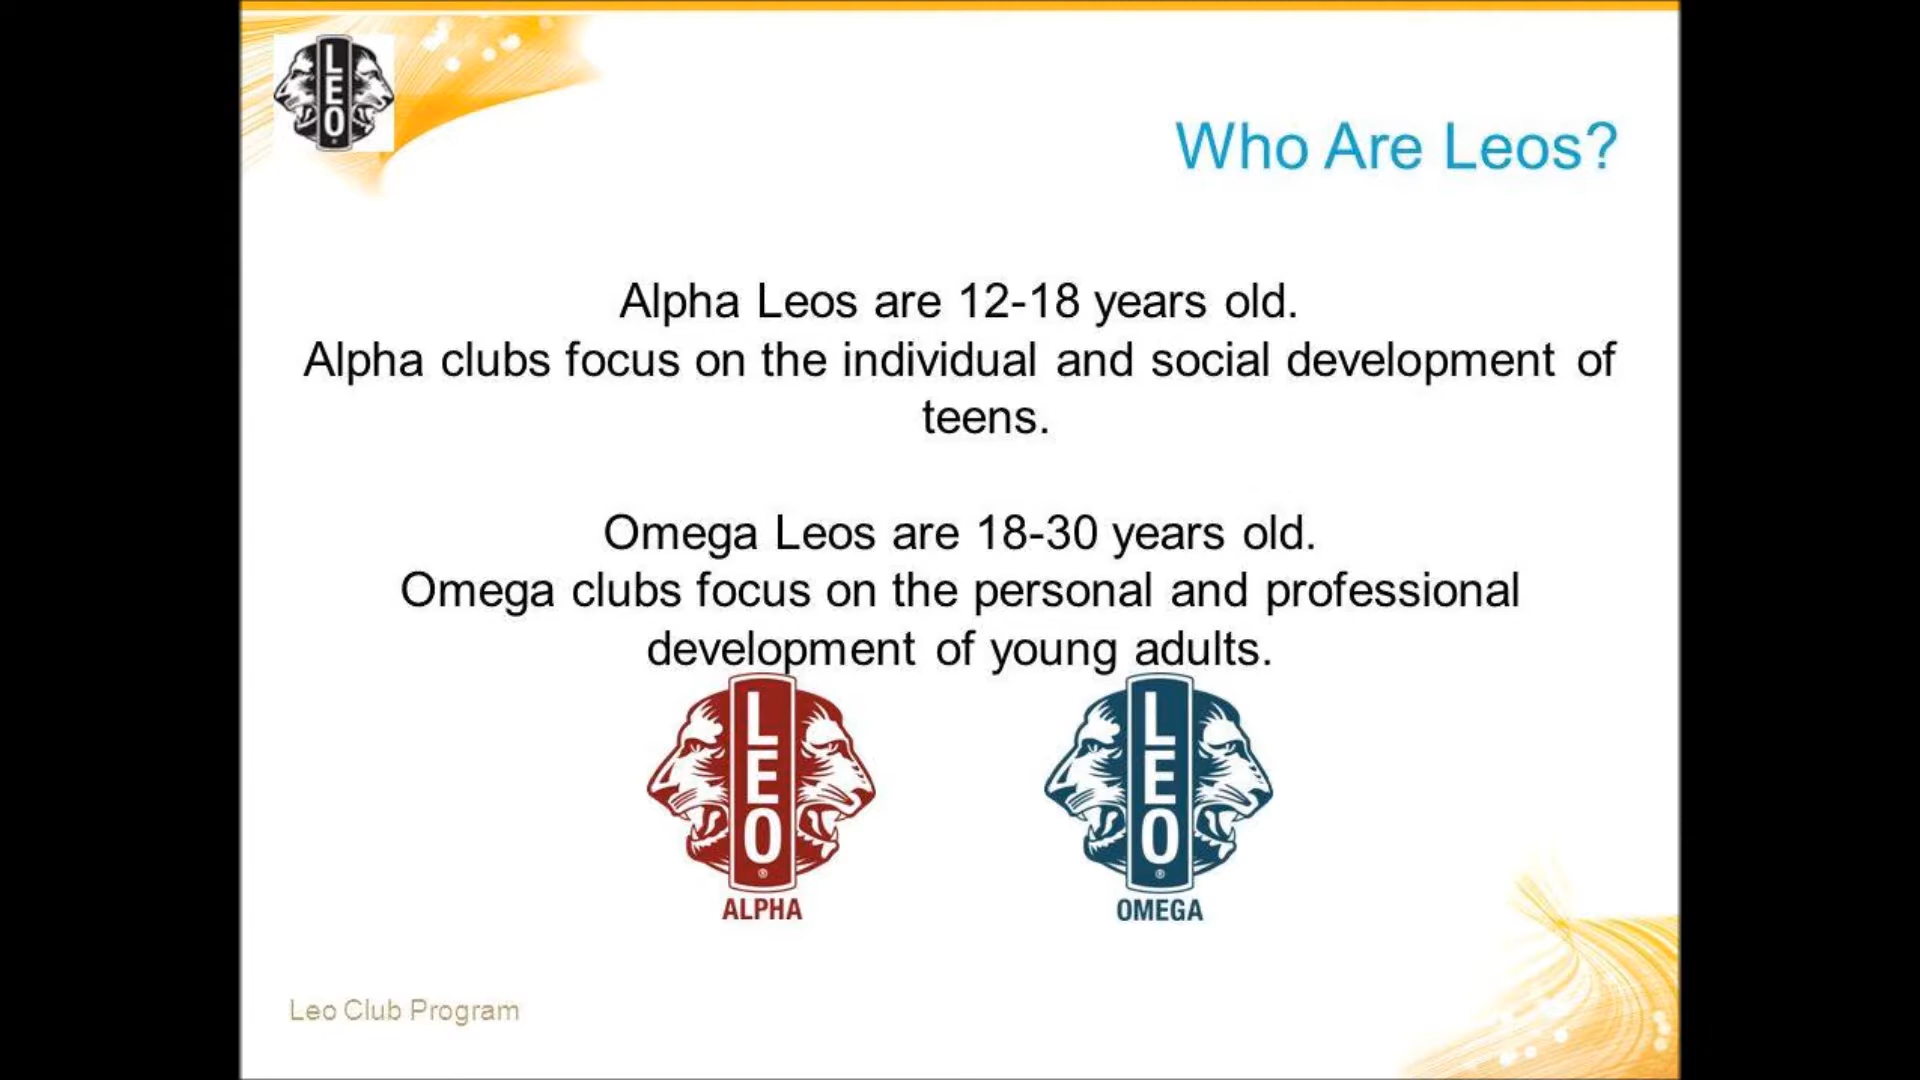 LEO
Who Are Leos?
Alpha Leos are 12-18 years old.
Alpha clubs focus on the individual and social development of
teens.
Omega Leos are 18-30 years old.
Omega clubs focus on the personal and professional
development of young adults.
LEO
®
ALPHA
LEO
®
OMEGA
Leo Club Program